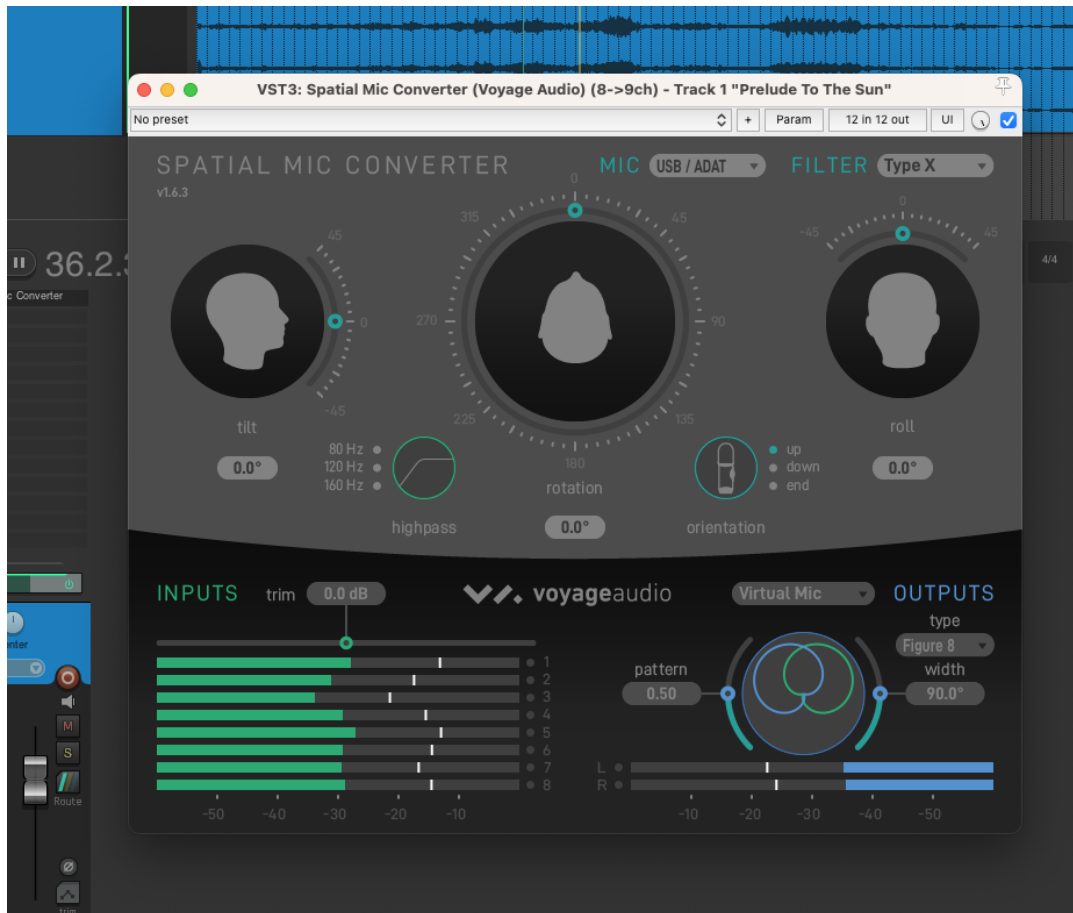 VST3: Spatial Mic Converter (Voyage Audio) (8->9ch) - Track 1 "Prelude To The Sun"
No preset + Param 12 in 12 out UI
SPATIAL MIC CONVERTER MIC USB / ADAT FILTER Type X
v1.6.3
0
315 45
270 90
225 135
180
45
0
-45
0
-45 45
36.2.3
4/4
c Converter
tilt
0.0°
80 Hz
120 Hz
160 Hz
highpass
rotation
0.0°
up
down
end
orientation
roll
0.0°
INPUTS trim 0.0 dB
voyageaudio
Virtual Mic OUTPUTS
type
Figure 8
pattern
0.50
width
90.0°
1
2
3
4
5
6
7
8
-50 -40 -30 -20 -10
L
R
-10 -20 -30 -40 -50
M
S
Route
trim